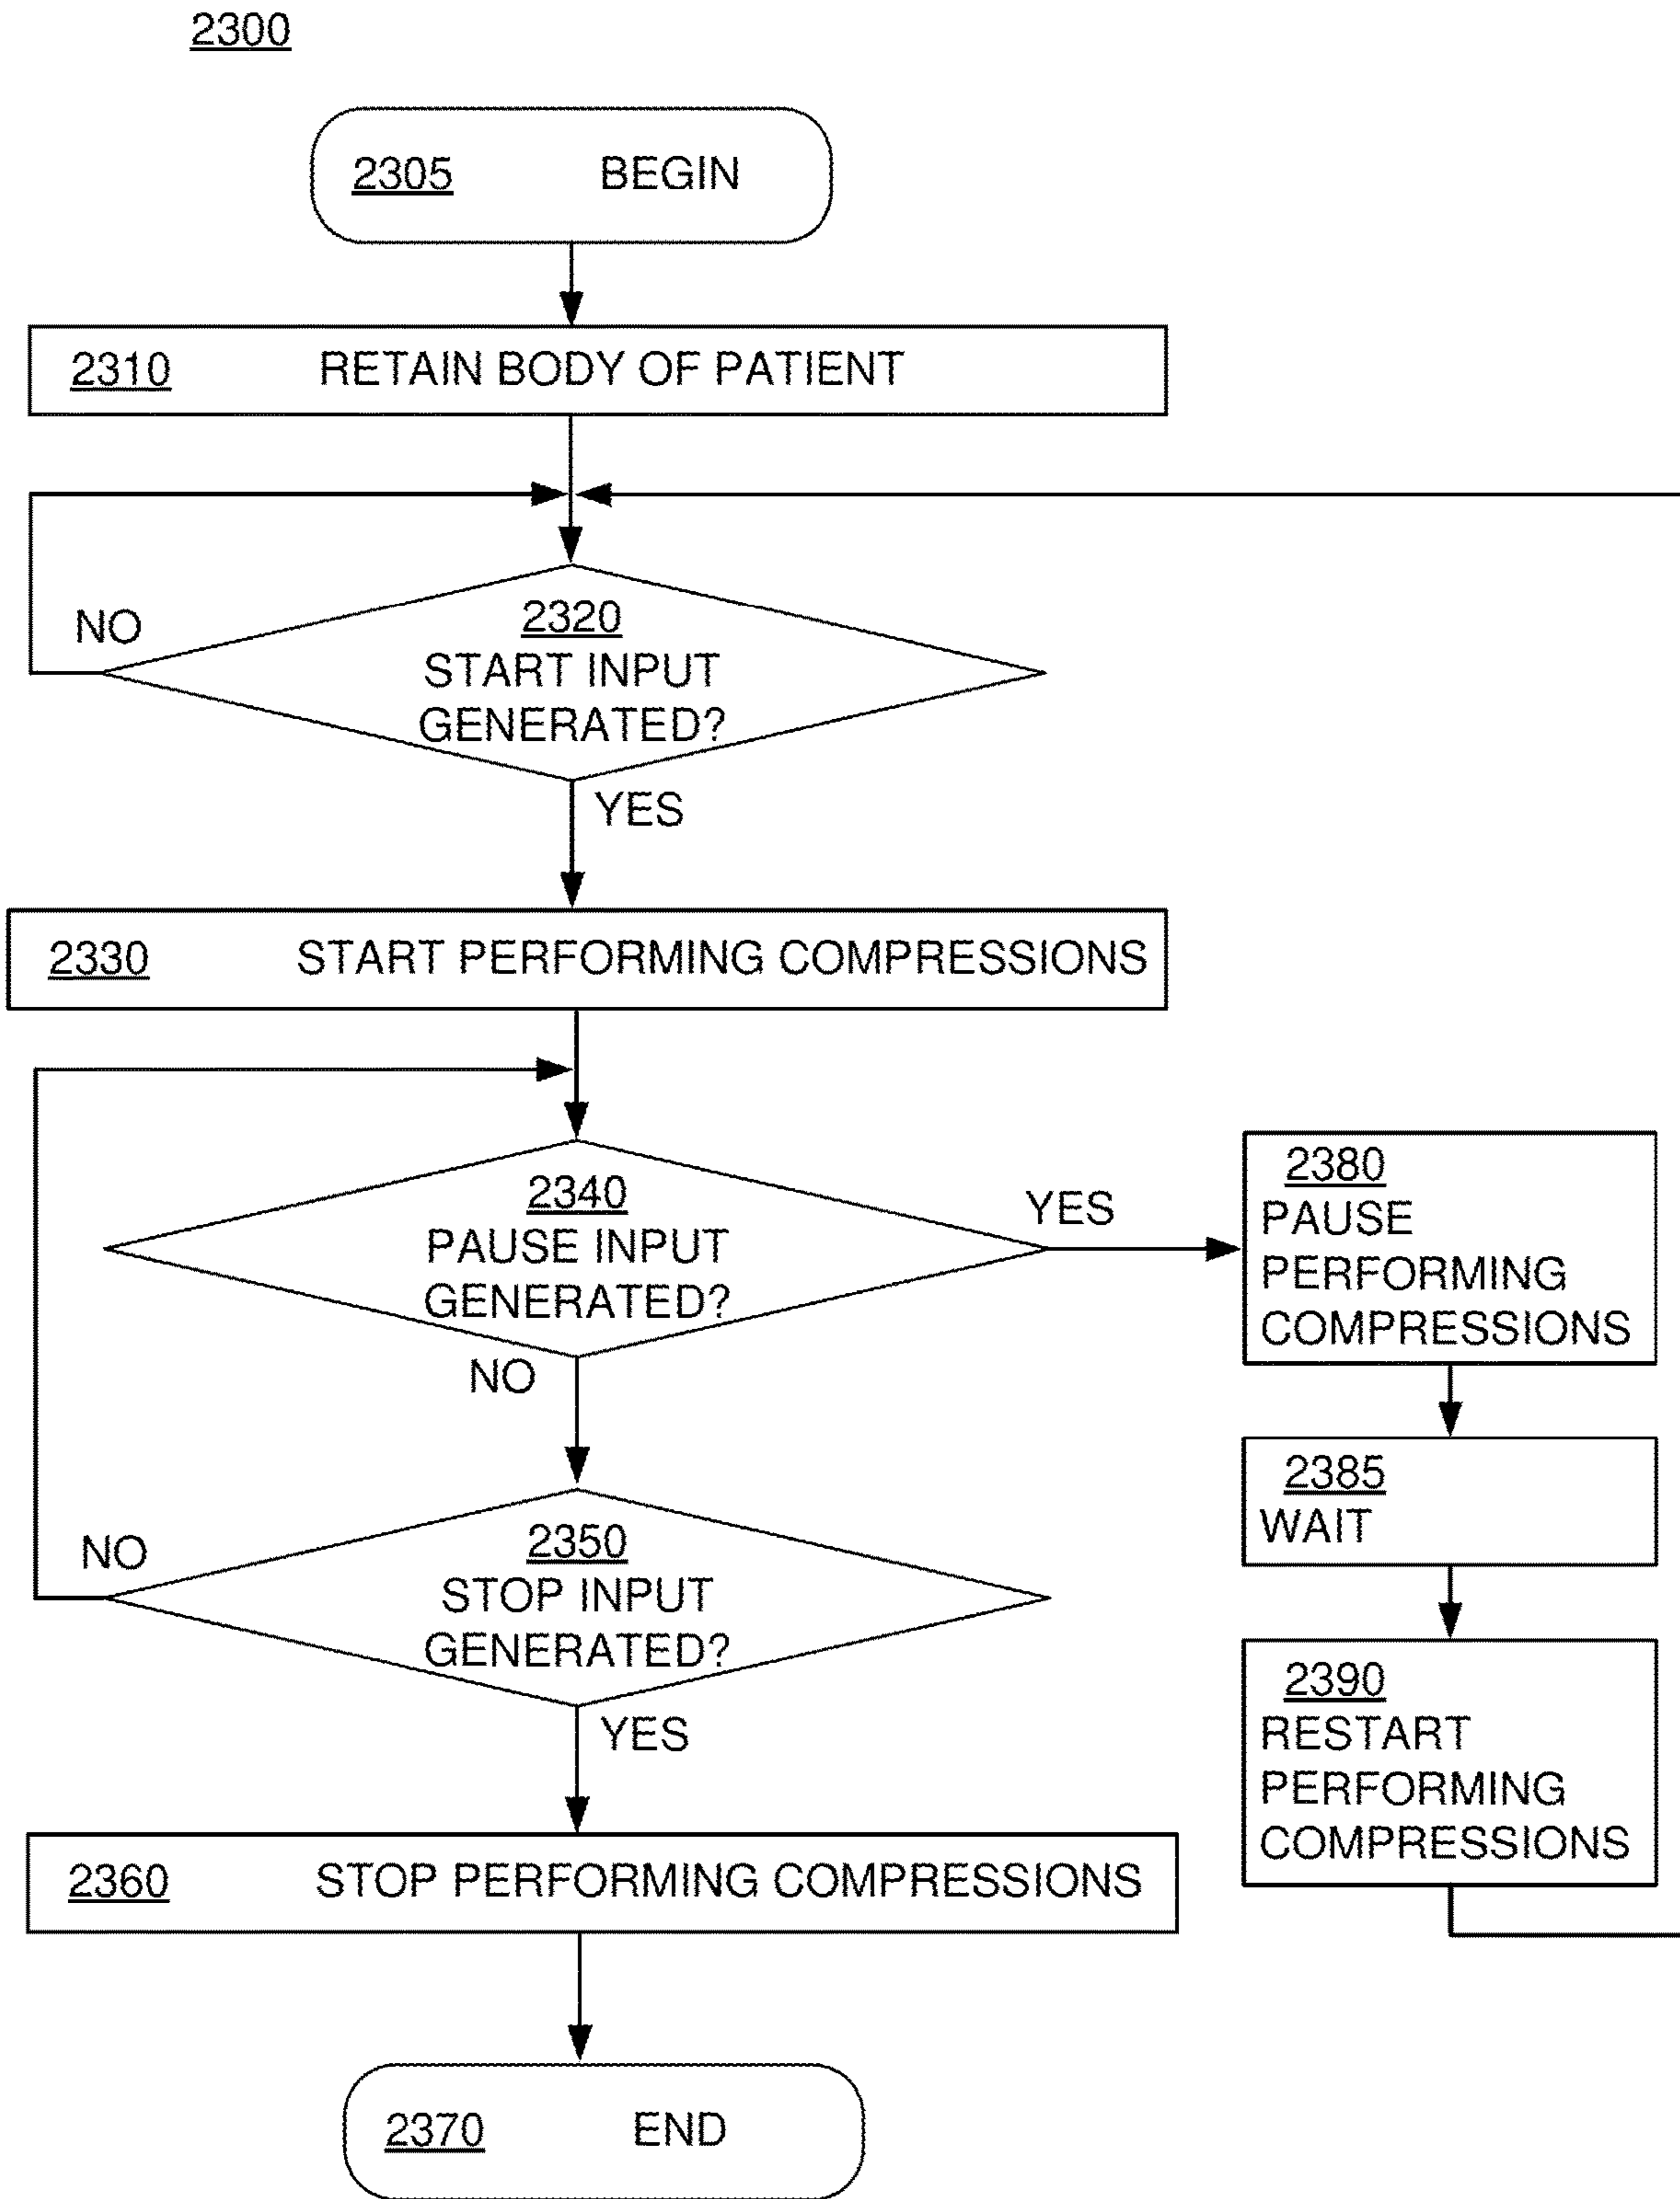 2300
2305 BEGIN
2310 RETAIN BODY OF PATIENT
NO
2320
START INPUT
GENERATED?
YES
2330 START PERFORMING COMPRESSIONS
2340
PAUSE INPUT
GENERATED?
YES
NO
2380
PAUSE
PERFORMING
COMPRESSIONS
2385
WAIT
2390
RESTART
PERFORMING
COMPRESSIONS
NO
2350
STOP INPUT
GENERATED?
YES
2360 STOP PERFORMING COMPRESSIONS
2370 END